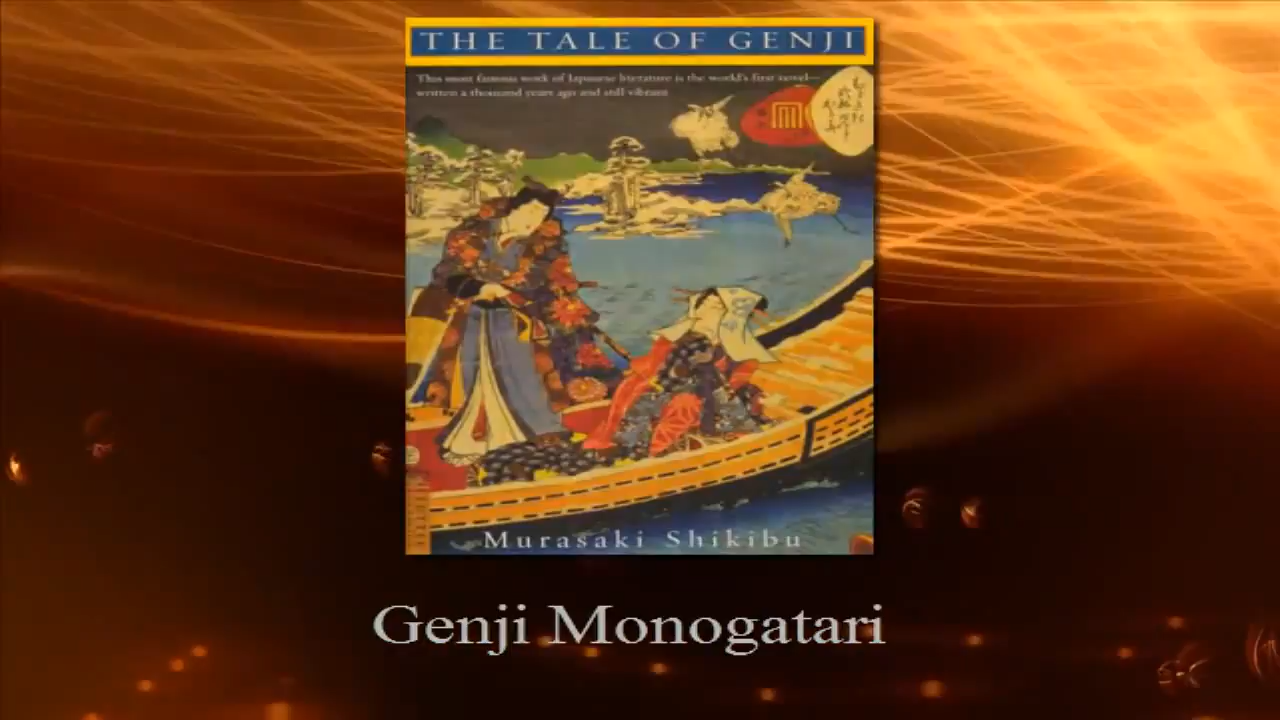 THE TALE OF GENJI
This most famous work of Japanese literature is the world's first novel—
written a thousand years ago and still vibrant
Murasaki Shikibu
Genji Monogatari